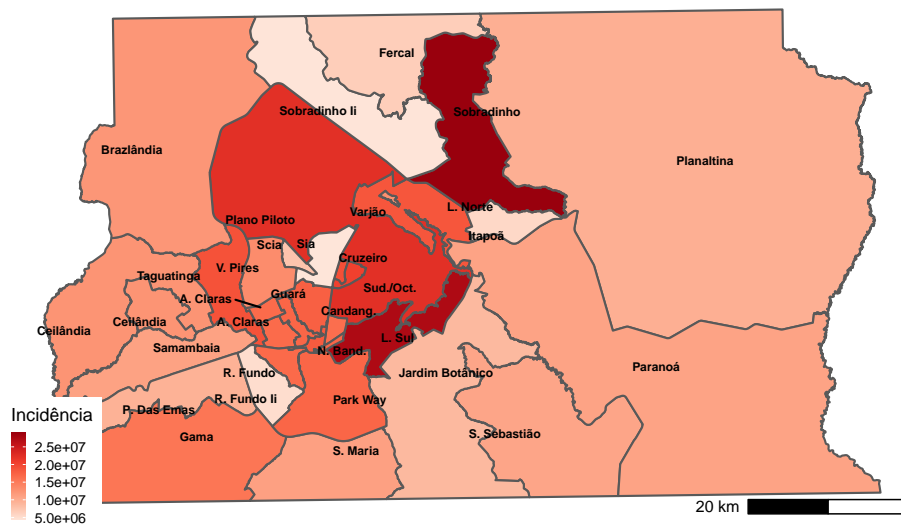 Fercal
Sobradinho Ii
Sobradinho
Brazlândia
Planaltina
L. Norte
Varjão
Plano Piloto
Itapoã
Scia
Sia
Cruzeiro
V. Pires
Taguatinga
Guará
Sud./Oct.
A. Claras
Candang.
Ceilândia
Ceilândia
A. Claras
L. Sul
Samambaia
N. Band.
R. Fundo
Jardim Botânico
Paranoá
R. Fundo Ii
Park Way
P. Das Emas
Gama
S. Sebastião
S. Maria
Incidência
2.5e+07
2.0e+07
1.5e+07
1.0e+07
5.0e+06
20 km